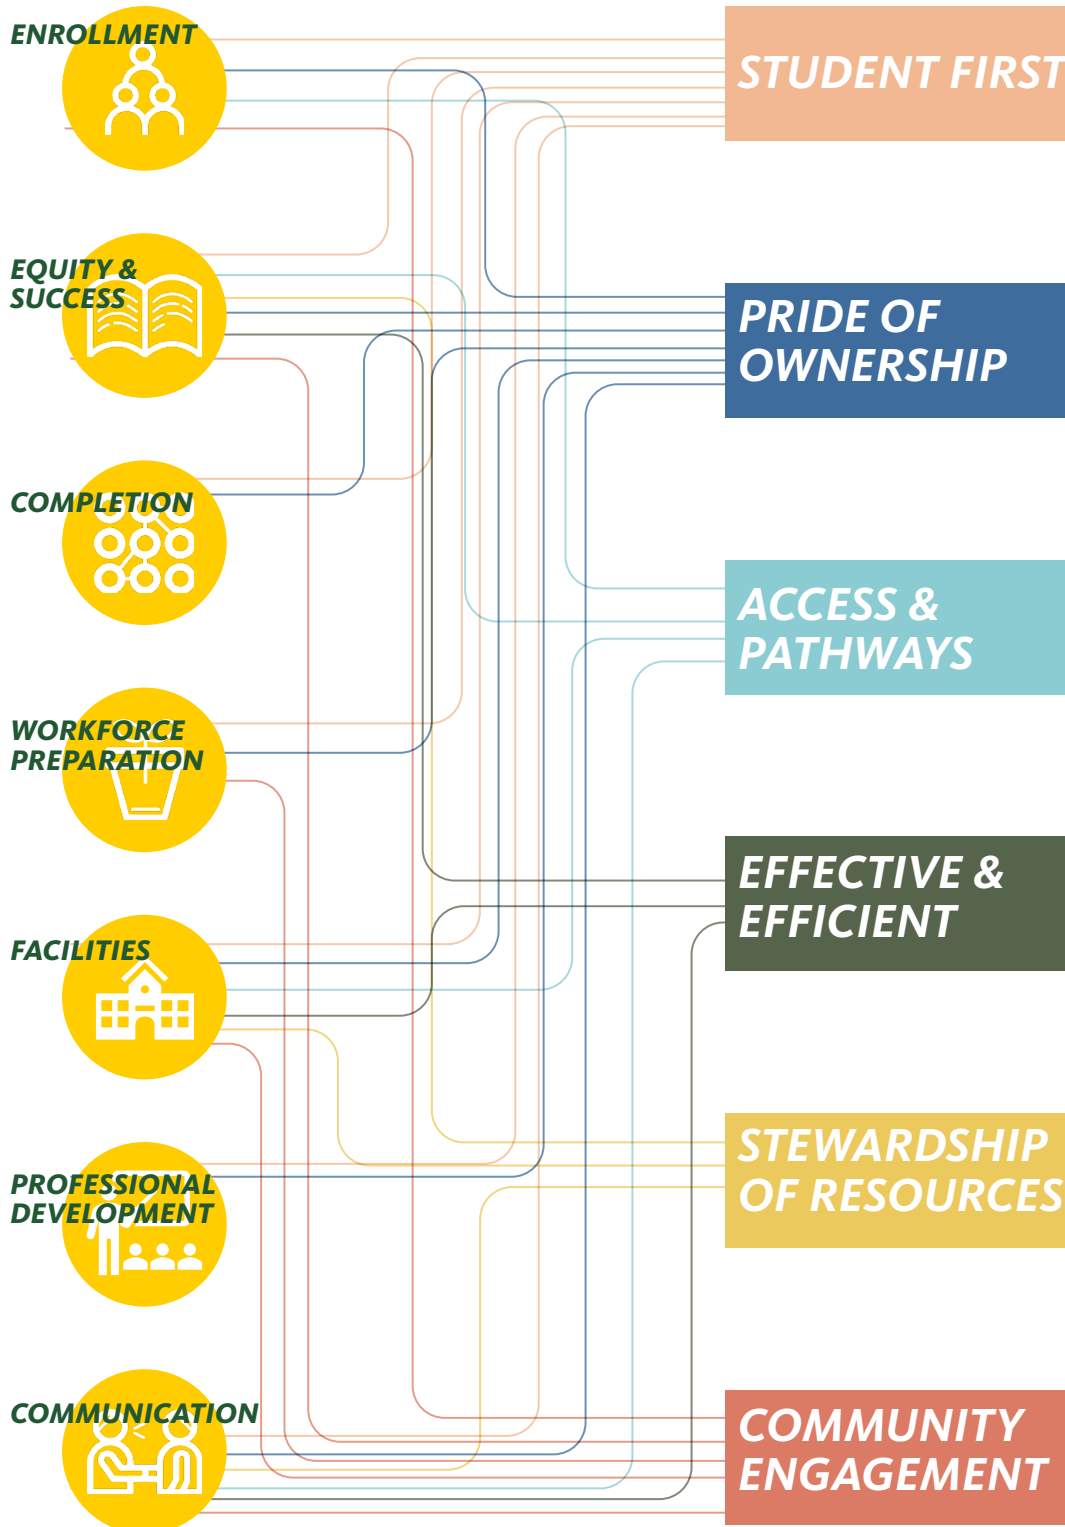 ENROLLMENT
EQUITY &
SUCCESS
COMPLETION
WORKFORCE
PREPARATION
FACILITIES
PROFESSIONAL
DEVELOPMENT
COMMUNICATION
STUDENT FIRST
PRIDE OF
OWNERSHIP
ACCESS &
PATHWAYS
EFFECTIVE &
EFFICIENT
STEWARDSHIP
OF RESOURCES
COMMUNITY
ENGAGEMENT